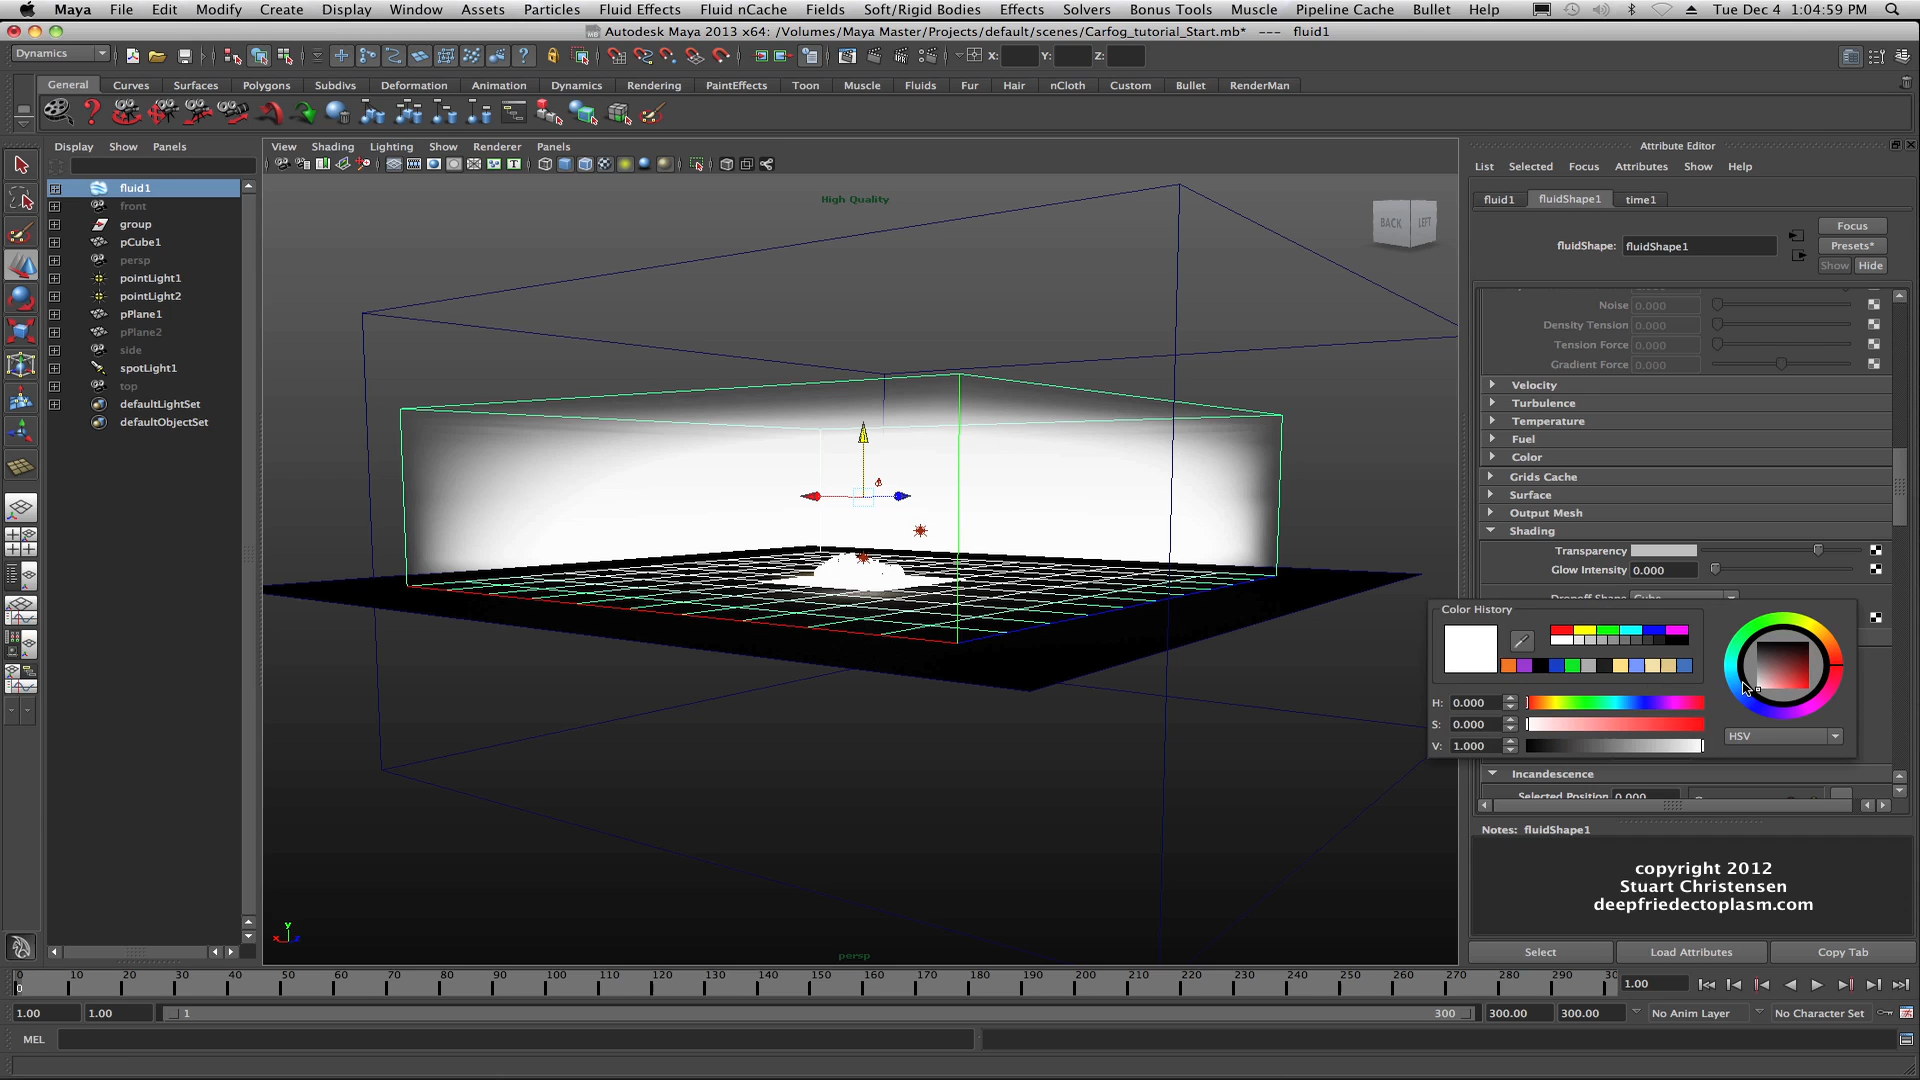 Maya File Edit Modify Create Display Window Assets Particles Fluid Effects Fluid nCache Fields Soft/Rigid Bodies Effects Solvers Bonus Tools Muscle Pipeline Cache Bullet Help Tue Dec 4 1:04:59 PM
Autodesk Maya 2013 x64: /Volumes/Maya Master/Projects/default/scenes/Carfog_tutorial_Start.mb* --- fluid1
Dynamics X: Y: Z:
General Curves Surfaces Polygons Subdivs Deformation Animation Dynamics Rendering PaintEffects Toon Muscle Fluids Fur Hair nCloth Custom Bullet RenderMan
Display Show Panels
fluid1
front
group
pCube1
persp
pointLight1
pointLight2
pPlane1
pPlane2
side
spotLight1
top
defaultLightSet
defaultObjectSet
View Shading Lighting Show Renderer Panels
High Quality
BACK LEFT
y
x z
persp
Attribute Editor
List Selected Focus Attributes Show Help
fluid1 fluidShape1 time1
Focus
fluidShape: fluidShape1 Presets*
Show Hide
Noise 0.000
Density Tension 0.000
Tension Force 0.000
Gradient Force 0.000
Velocity
Turbulence
Temperature
Fuel
Color
Grids Cache
Surface
Output Mesh
Shading
Transparency
Glow Intensity 0.000
Dropoff Shape Cube
Color History
H: 0.000
S: 0.000
V: 1.000
HSV
Incandescence
Selected Position 0.000
Notes: fluidShape1
copyright 2012
Stuart Christensen
deepfriedectoplasm.com
Select Load Attributes Copy Tab
0 10 20 30 40 50 60 70 80 90 100 110 120 130 140 150 160 170 180 190 200 210 220 230 240 250 260 270 280 290 30 1.00
0
1.00 1.00 1 300 300.00 300.00 No Anim Layer No Character Set
MEL